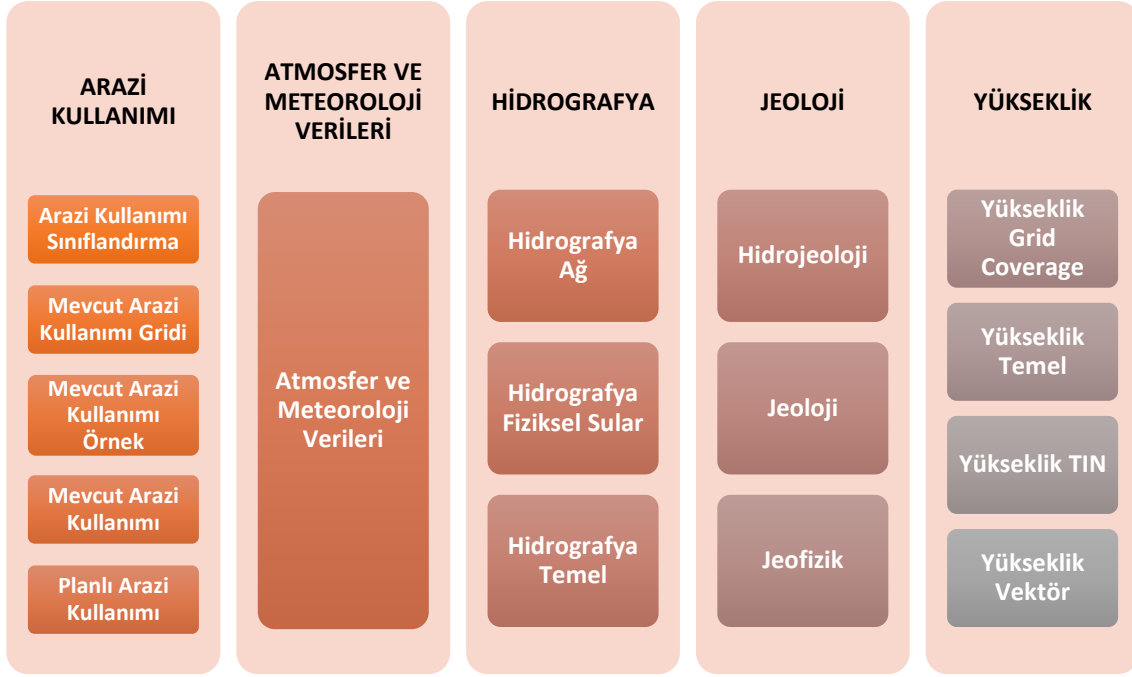 ARAZİ
KULLANIMI
Arazi Kullanımı
Sınıflandırma
Mevcut Arazi
Kullanımı Gridi
Mevcut Arazi
Kullanımı
Örnek
Mevcut Arazi
Kullanımı
Planlı Arazi
Kullanımı
ATMOSFER VE
METEOROLOJİ
VERİLERİ
Atmosfer ve
Meteoroloji
Verileri
HİDROGRAFYA
Hidrografya
Ağ
Hidrografya
Fiziksel Sular
Hidrografya
Temel
JEOLOJİ
Hidrojeoloji
Jeoloji
Jeofizik
YÜKSEKLİK
Yükseklik
Grid
Coverage
Yükseklik
Temel
Yükseklik TIN
Yükseklik
Vektör